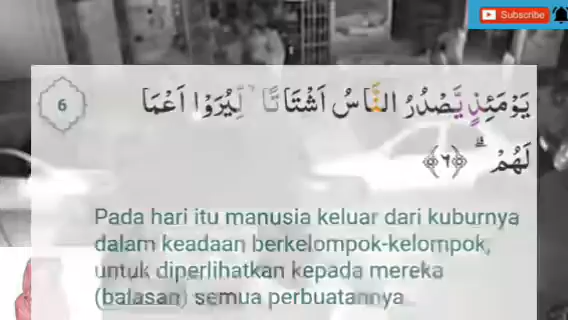 Subscribe
6
يَوْمَئِذٍ يَّصْدُرُ النَّاسُ اَشْتَاتًا ەۙ لِّيُرَوْا اَعْمَا
لَهُمْ ۗ ﴿٦﴾
Pada hari itu manusia keluar dari kuburnya
dalam keadaan berkelompok-kelompok,
untuk diperlihatkan kepada mereka
(balasan) semua perbuatannya.